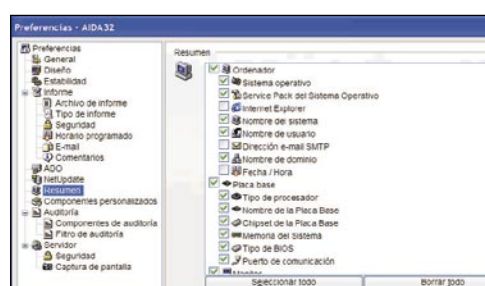 Preferencias - AIDA32
Preferencias
General
Diseño
Estabilidad
Informe
Archivo de informe
Tipo de informe
Seguridad
Horario programado
E-mail
Comentarios
ADO
NetUpdate
Resumen
Componentes personalizados
Auditoría
Componentes de auditoría
Filtro de auditoría
Servidor
Seguridad
Captura de pantalla
Resumen
Ordenador
Sistema operativo
Service Pack del Sistema Operativo
Internet Explorer
Nombre del sistema
Nombre de usuario
Dirección e-mail SMTP
Nombre de dominio
Fecha / Hora
Placa base
Tipo de procesador
Nombre de la Placa Base
Chipset de la Placa Base
Memoria del Sistema
Tipo de BIOS
Puerto de comunicación
Monitor
Seleccionar todo
Borrar todo